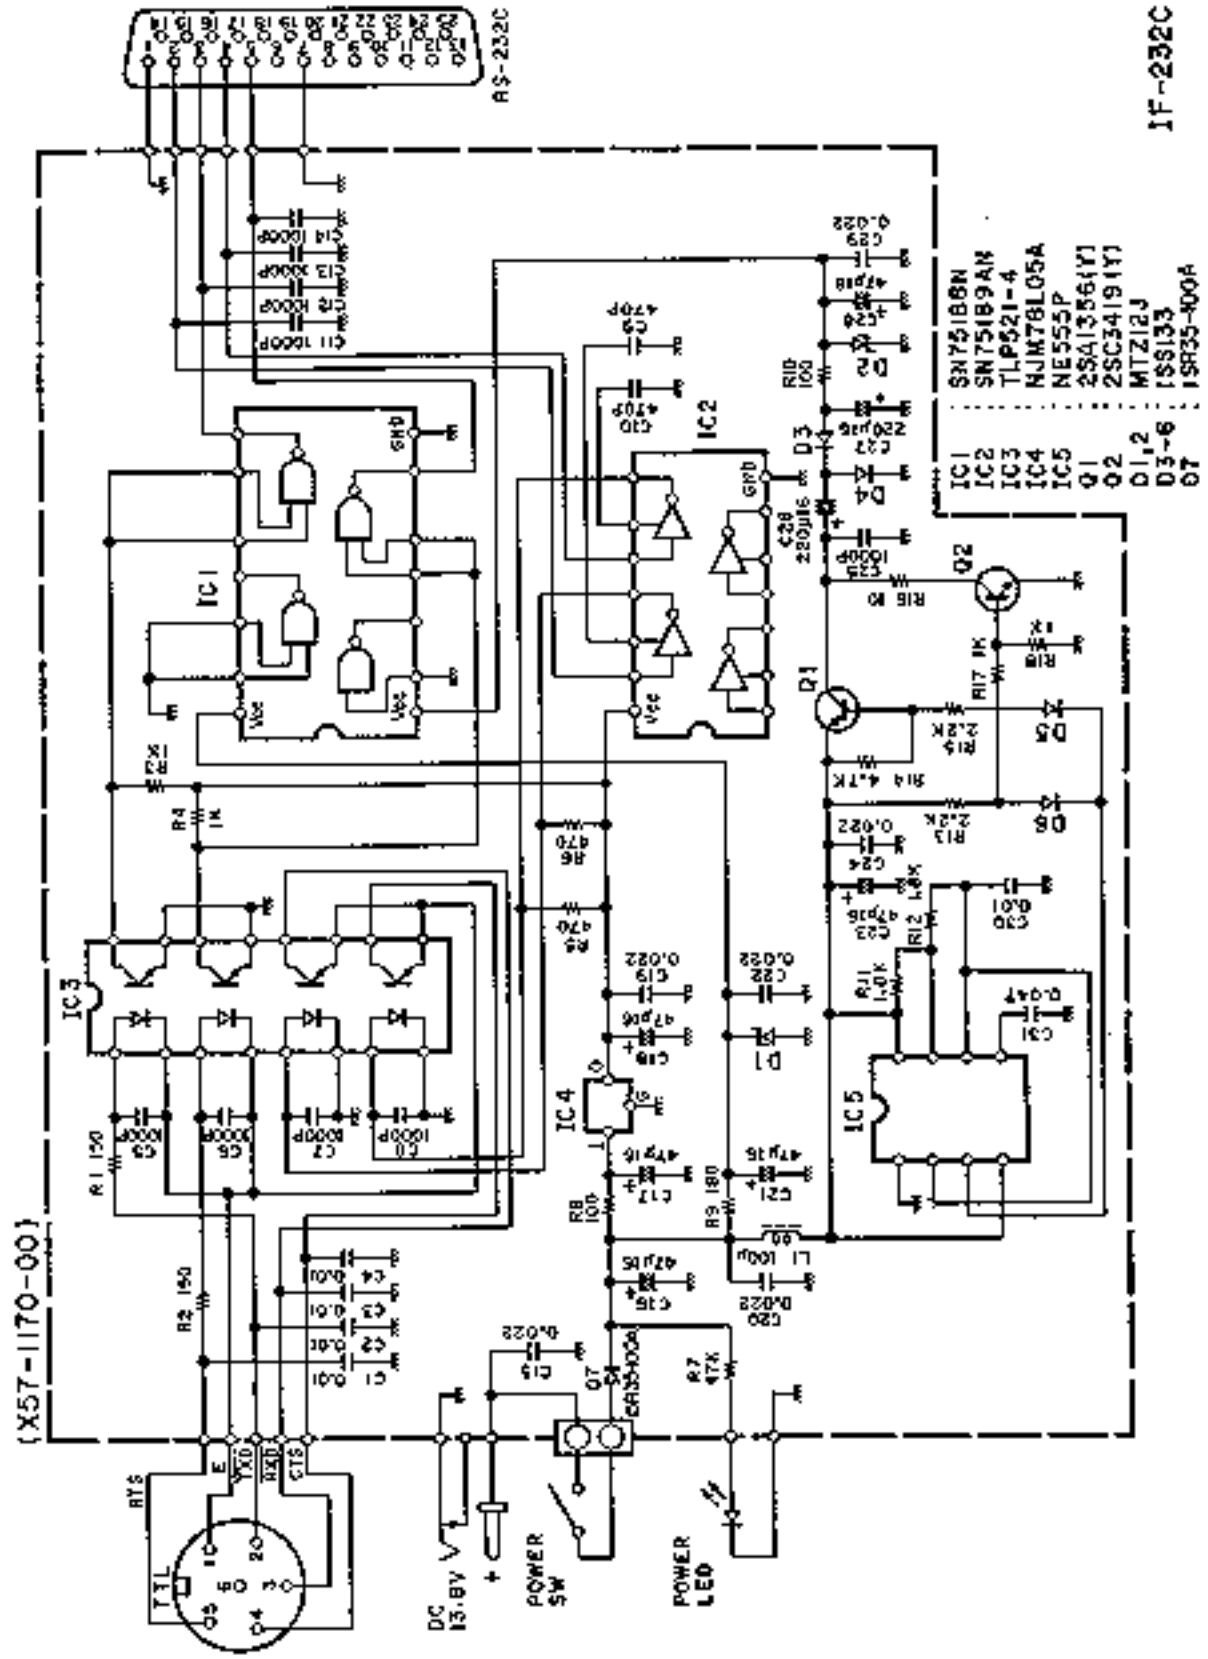 (X57-1170-00)
IF-232C
RS-232C
TTL
RTS
E
TXD
RXD
CTS
DC
13.8V
+
POWER
SW
POWER
LED
IC3
R1 150
R2 150
C5
1000P
C6
1000P
C7
1000P
C8
1000P
C1
0.01
C2
0.01
C3
0.01
C4
0.01
R3
1K
R4
1K
R5
470
R6
470
IC1
Vcc
GND
IC2
Vcc
GND
C9
470P
C10
470P
C11 1000P
C12 1000P
C13 1000P
C14 1000P
C15
0.022
D7
R7
47K
C16
47μ16
R8
100
C17
47μ16
IC4
I
G
O
C18
47μ16
C19
0.022
C20
0.022
L1
100μ
R9 180
C21
47μ16
D1
C22
0.022
IC5
R11
1.0K
R12
C30
0.01
C31
0.047
C23
47μ16
C24
0.022
R13
2.2K
D6
R14 4.7K
R15
2.2K
D5
Q1
R17 1K
R18
1K
Q2
R16 10
C25
1000P
C26
220μ16
D4
D3
C27
220μ16
R10
100
D2
C28
47μ16
C29
0.022
IC1 : SN75188N
IC2 : SN75189AN
IC3 : TLP521-4
IC4 : NJM78L05A
IC5 : NE555P
Q1 : 2SA1356(Y)
Q2 : 2SC3419(Y)
D1,2 : MTZ12J
D3-6 : 1SS133
D7 : 1SR35-400A